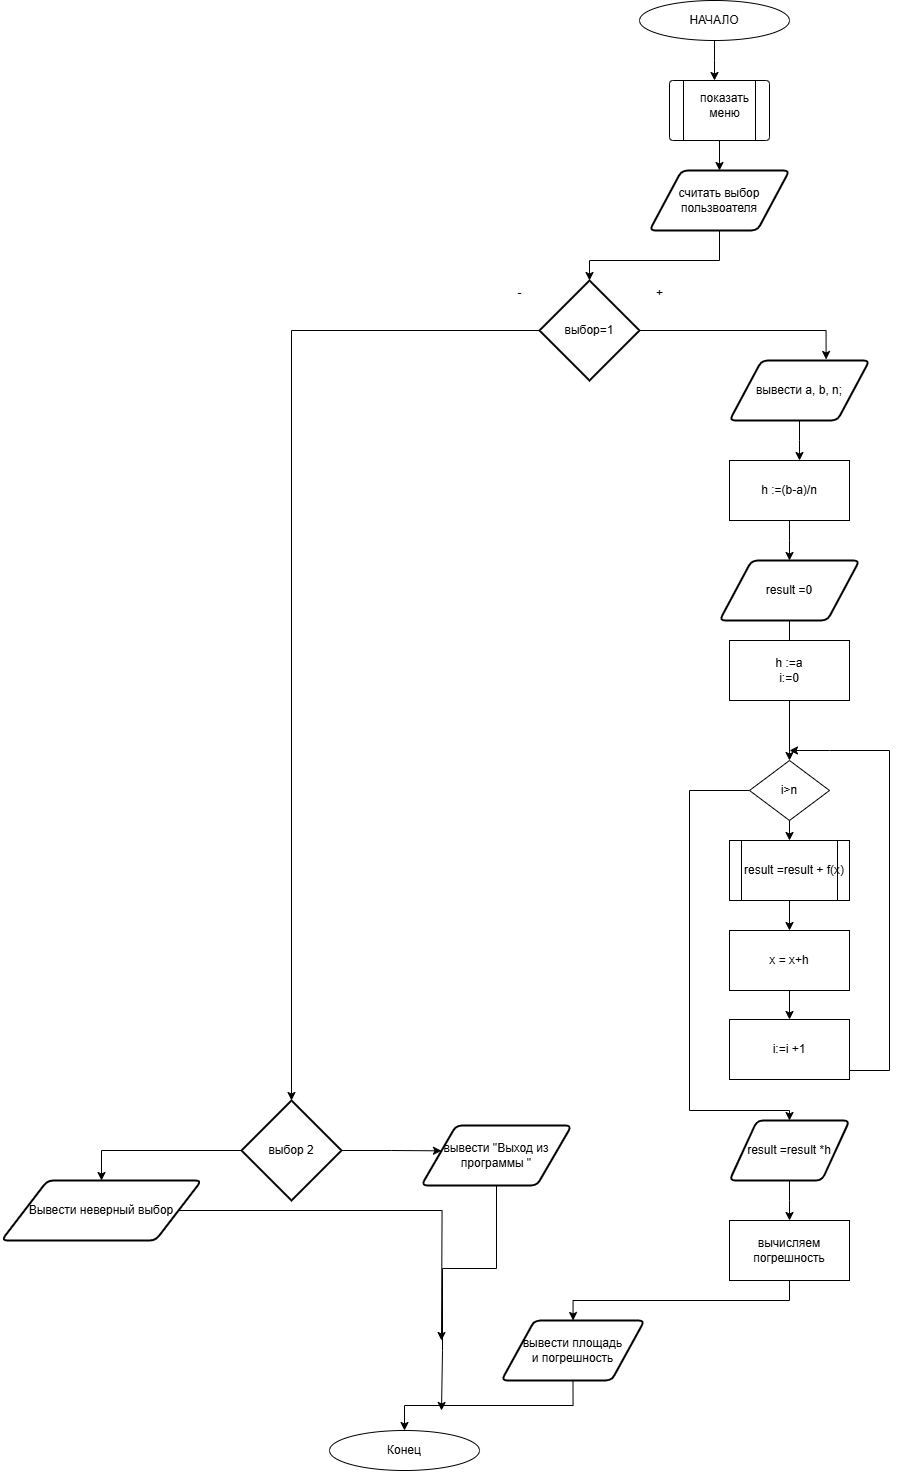 НАЧАЛО
показать
меню
считать выбор
пользвоателя
-
+
выбор=1
вывести a, b, n;
h :=(b-a)/n
result =0
h :=a
i:=0
i>n
result =result + f(x)
x = x+h
i:=i +1
выбор 2
вывести "Выход из
программы "
Вывести неверный выбор
result =result *h
вычисляем
погрешность
вывести площадь
и погрешность
Конец